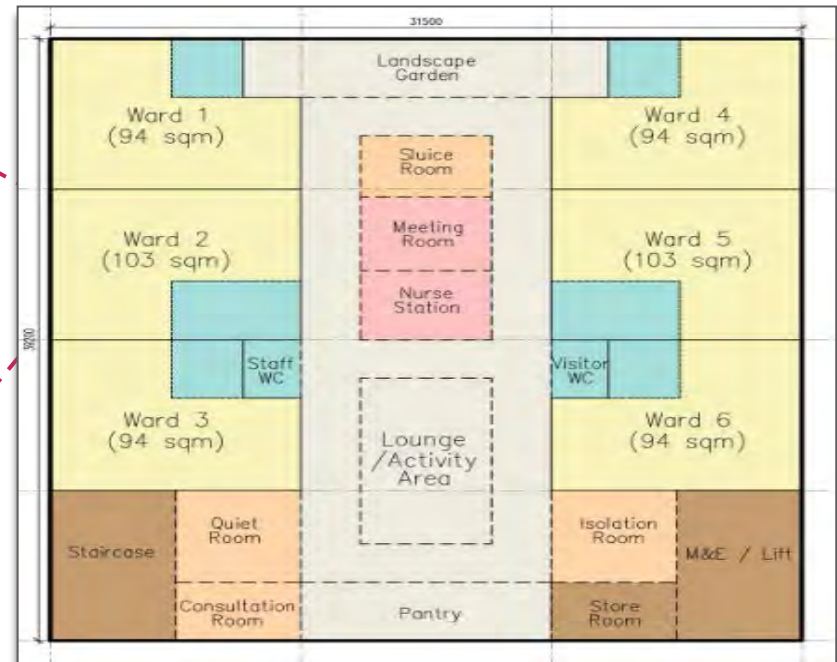 31500
Landscape
Garden
Ward 1
(94 sqm)
Ward 4
(94 sqm)
Sluice
Room
Meeting
Room
Ward 2
(103 sqm)
Ward 5
(103 sqm)
Nurse
Station
Staff
WC
Visitor
WC
Ward 3
(94 sqm)
Lounge
/Activity
Area
Ward 6
(94 sqm)
Quiet
Room
Isolation
Room
Staircase
M&E / Lift
Consultation
Room
Pantry
Store
Room